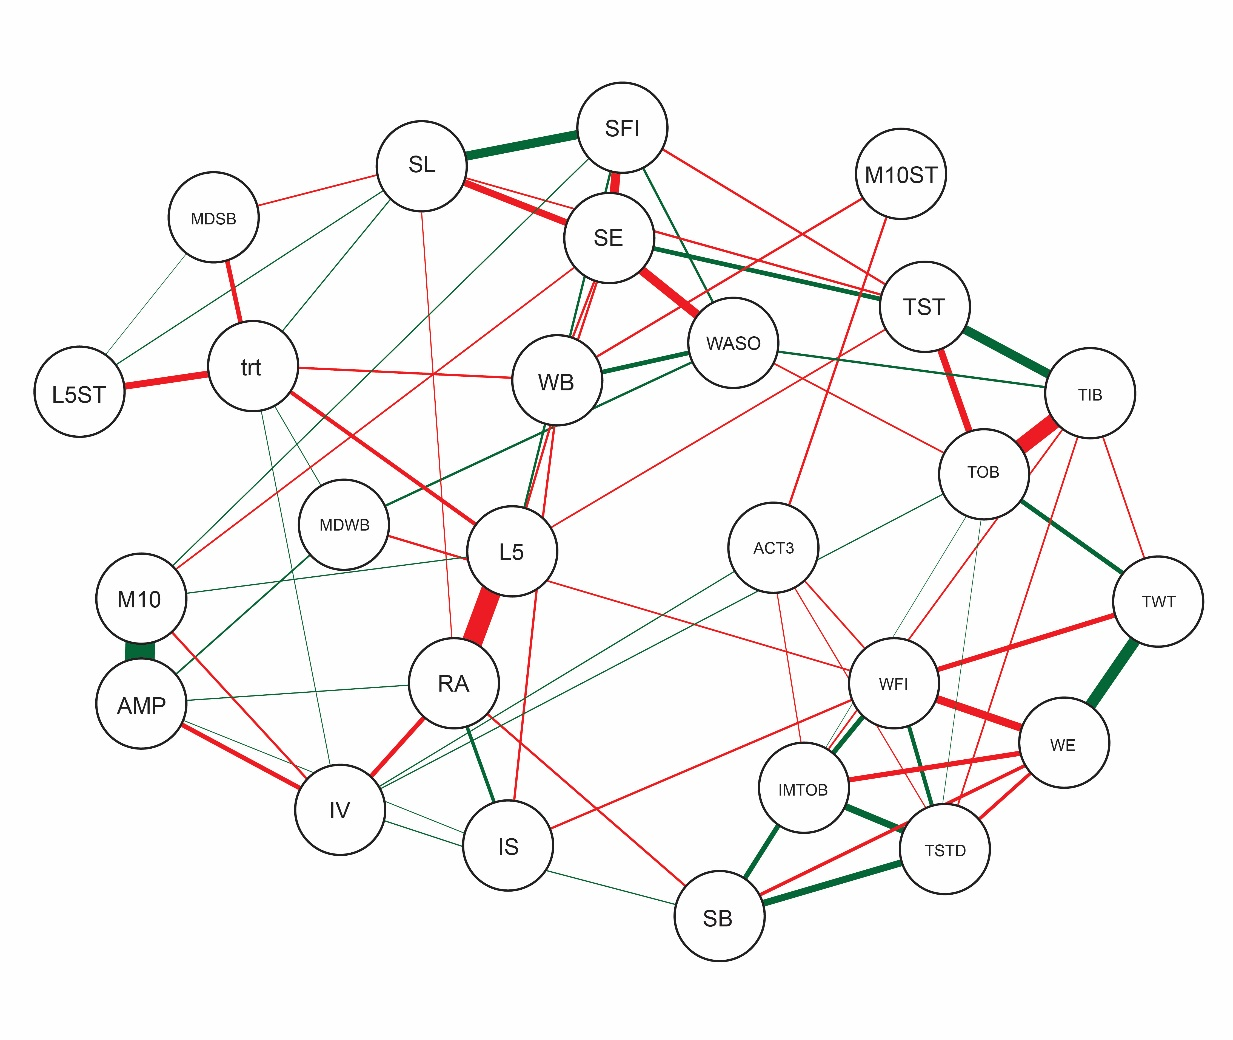 SFI
SL
M10ST
MDSB
SE
TST
WASO
trt
WB
L5ST
TIB
TOB
MDWB
L5
ACT3
M10
TWT
RA
WFI
AMP
WE
IMTOB
IV
IS
TSTD
SB